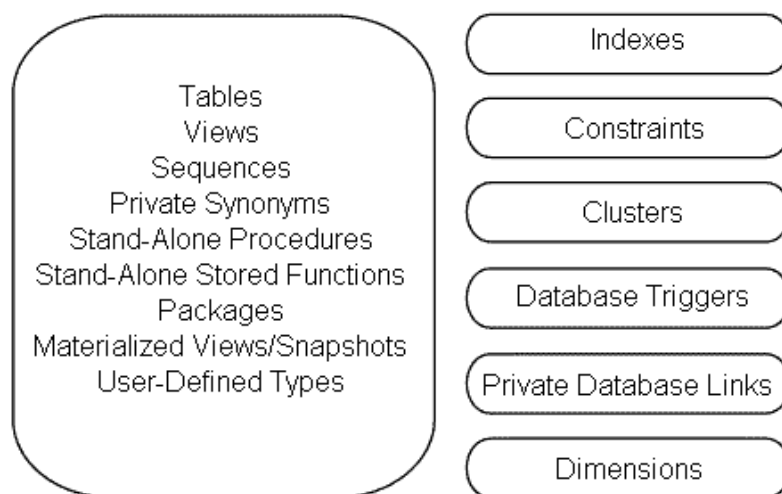 Tables
Views
Sequences
Private Synonyms
Stand-Alone Procedures
Stand-Alone Stored Functions
Packages
Materialized Views/Snapshots
User-Defined Types
Indexes
Constraints
Clusters
Database Triggers
Private Database Links
Dimensions